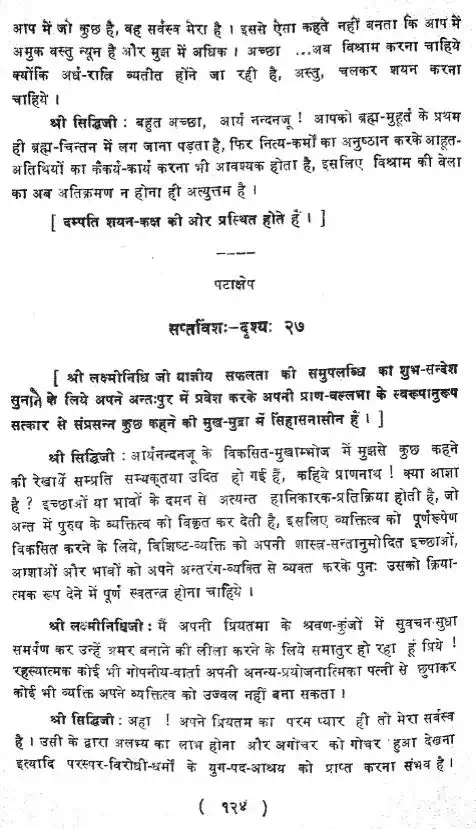 आप में जो कुछ है, वह सर्वस्व मेरा है । इससे ऐसा कहते नहीं बनता कि आप में
अमुक वस्तु न्यून है और मुझ में अधिक । अच्छा ...अब विश्राम करना चाहिये
क्योंकि अर्ध-रात्रि व्यतीत होने जा रही है, अस्तु, चलकर शयन करना
चाहिये ।
श्री सिद्धिजी : बहुत अच्छा, आर्य नन्दनजू ! आपको ब्रह्म-मुहूर्त के प्रथम
ही ब्रह्म-चिन्तन में लग जाना पड़ता है, फिर नित्य-कर्मों का अनुष्ठान करके आहूत-
अतिथियों का कैंकर्य-कार्य करना भी आवश्यक होता है, इसलिए विश्राम की बेला
का अब अतिक्रमण न होना ही अत्युत्तम है ।
[ दम्पति शयन-कक्ष की ओर प्रस्थित होते हैं । ]
----
पटाक्षेप
सप्तविंशः-दृश्यः २७
[ श्री लक्ष्मीनिधि जी याज्ञीय सफलता की समुपलब्धि का शुभ-सन्देश
सुनाने के लिये अपने अन्तःपुर में प्रवेश करके अपनी प्राण-वल्लभा के स्वरूपानुरूप
सत्कार से संप्रसन्न कुछ कहने की मुख-मुद्रा में सिंहासनासीन हैं । ]
श्री सिद्धिजी : आर्यनन्दनजू के विकसित-मुखाम्भोज में मुझसे कुछ कहने
की रेखायें सम्प्रति सम्यक्तया उदित हो गई हैं, कहिये प्राणनाथ ! क्या आज्ञा
है ? इच्छाओं या भावों के दमन से अत्यन्त हानिकारक-प्रतिक्रिया होती है, जो
अन्त में पुरुष के व्यक्तित्व को विकृत कर देती है, इसलिए व्यक्तित्व को पूर्णरूपेण
विकसित करने के लिये, विशिष्ट-व्यक्ति को अपनी शास्त्र-सन्तानुमोदित इच्छाओं,
आशाओं और भावों को अपने अन्तरंग-व्यक्ति से व्यक्त करके पुनः उसको क्रिया-
त्मक रूप देने में पूर्ण स्वतन्त्र होना चाहिये ।
श्री लक्ष्मीनिधिजी : मैं अपनी प्रियतमा के श्रवण-कुंजों में सुवचन-सुधा
समर्पण कर उन्हें अमर बनाने की लीला करने के लिये समातुर हो रहा हूँ प्रिये !
रहस्यात्मक कोई भी गोपनीय-वार्ता अपनी अनन्य-प्रयोजनात्मिका पत्नी से छुपाकर
कोई भी व्यक्ति अपने व्यक्तित्व को उज्वल नहीं बना सकता ।
श्री सिद्धिजी : अहा ! अपने प्रियतम का परम प्यार ही तो मेरा सर्वस्व
है । उसी के द्वारा अलभ्य का लाभ होना और अगोचर को गोचर हुआ देखना
इत्यादि परस्पर-विरोधी-धर्मों के युग-पद-आश्रय को प्राप्त करना संभव है ।
( १२४ )